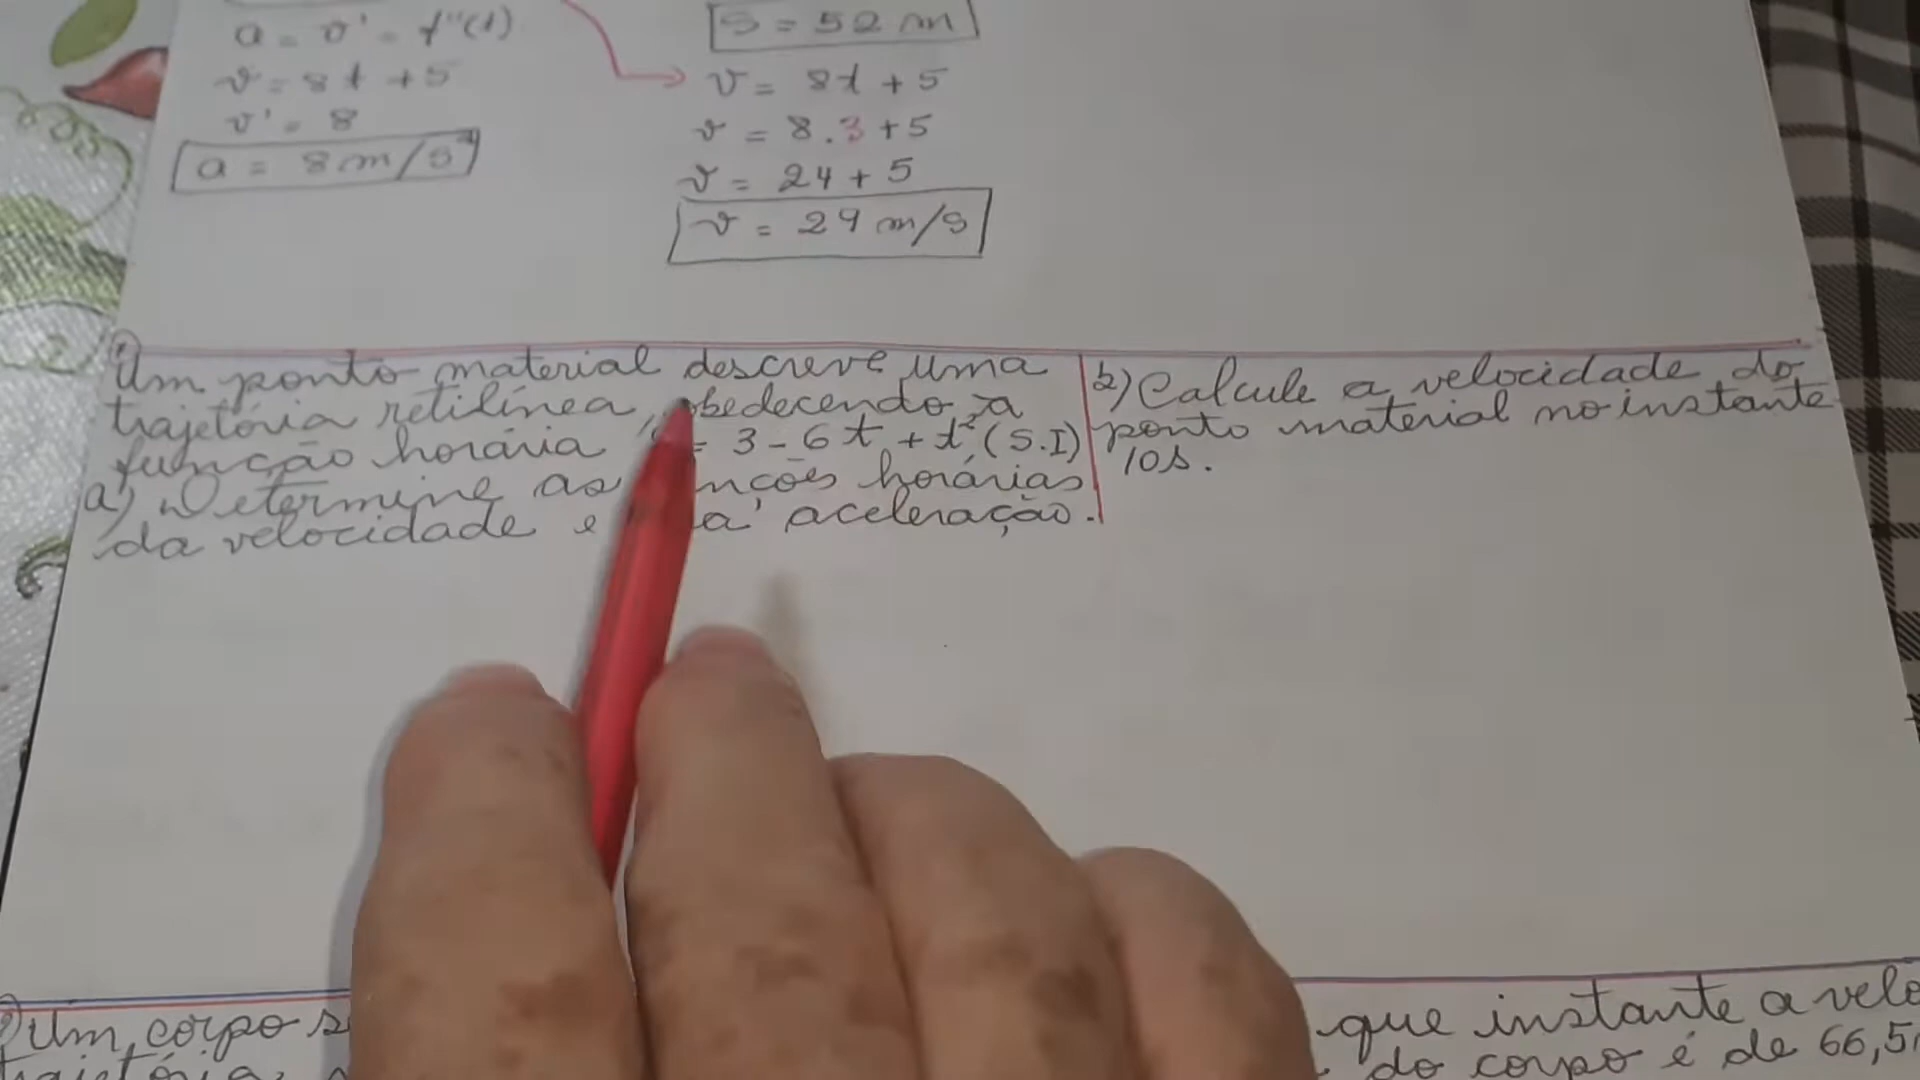 a = v' = f"(t)
v = 8t + 5
v' = 8
a = 8m/s²
S = 52 m
v = 8t + 5
v = 8.3 + 5
v = 24 + 5
v = 29 m/s
Um ponto material descreve uma
trajetória retilínea, obedecendo a
função horária = 3 - 6t + t², (S.I)
a) Determine as horárias
da velocidade e aceleração.
b) Calcule a velocidade do
ponto material no instante
10s.
Um corpo
trajetória
que instante a
do corpo é de 66,5